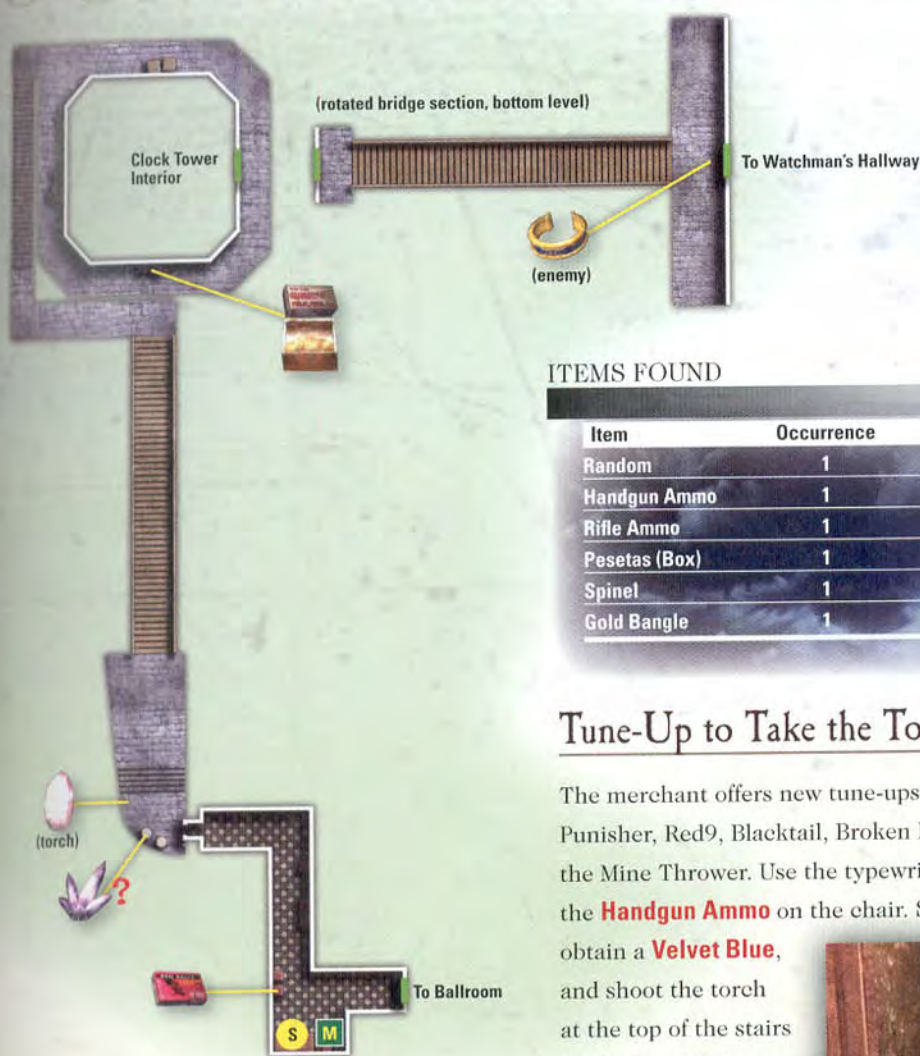 (rotated bridge section, bottom level)
Clock Tower
Interior
To Watchman's Hallway
(enemy)
ITEMS FOUND
Item Occurrence
Random 1
Handgun Ammo 1
Rifle Ammo 1
Pesetas (Box) 1
Spinel 1
Gold Bangle 1
Tune-Up to Take the To
The merchant offers new tune-ups
Punisher, Red9, Blacktail, Broken
the Mine Thrower. Use the typewri
the Handgun Ammo on the chair. S
obtain a Velvet Blue,
and shoot the torch
at the top of the stairs
(torch)
?
To Ballroom
S M